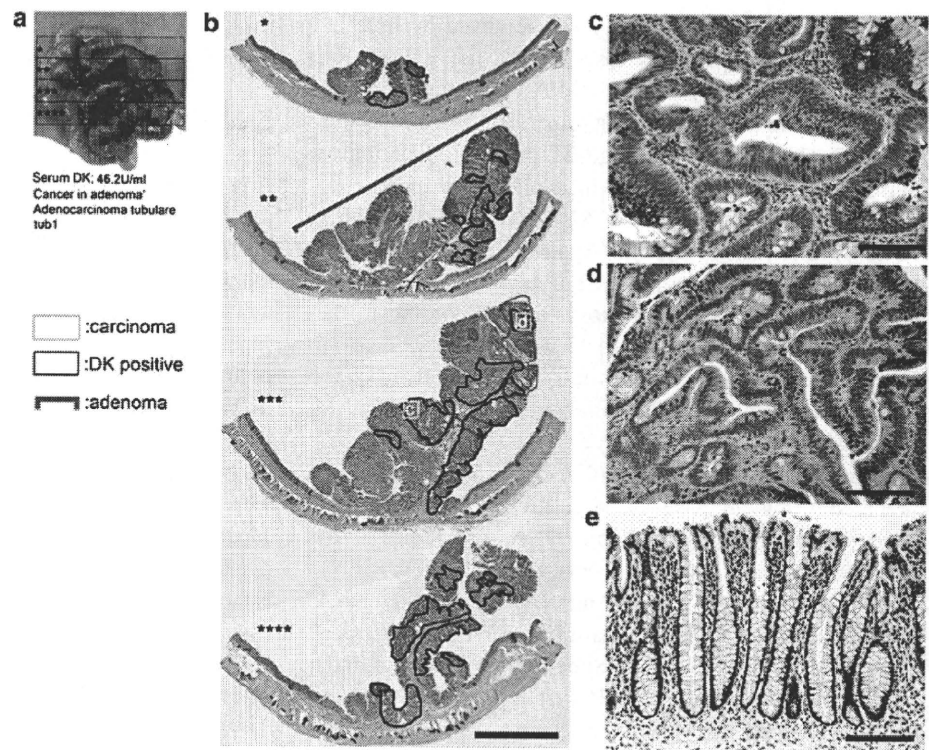 a
Serum DK; 46.2U/ml
Cancer in adenoma'
Adenocarcinoma tubulare
tub1
:carcinoma
:DK positive
:adenoma
b
*
**
***
d
c
****
c
d
e